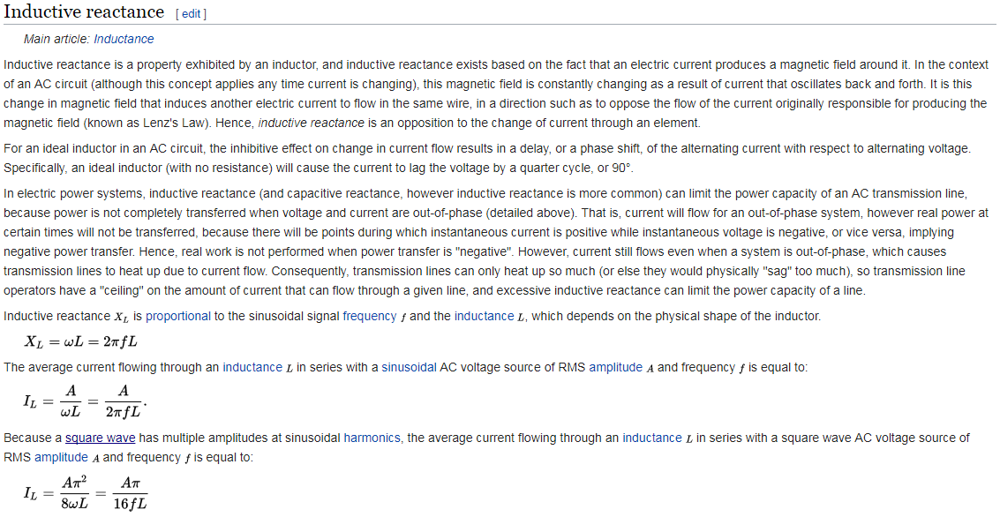 Inductive reactance [edit]
Main article: Inductance
Inductive reactance is a property exhibited by an inductor, and inductive reactance exists based on the fact that an electric current produces a magnetic field around it. In the context
of an AC circuit (although this concept applies any time current is changing), this magnetic field is constantly changing as a result of current that oscillates back and forth. It is this
change in magnetic field that induces another electric current to flow in the same wire, in a direction such as to oppose the flow of the current originally responsible for producing the
magnetic field (known as Lenz's Law). Hence, inductive reactance is an opposition to the change of current through an element.
For an ideal inductor in an AC circuit, the inhibitive effect on change in current flow results in a delay, or a phase shift, of the alternating current with respect to alternating voltage.
Specifically, an ideal inductor (with no resistance) will cause the current to lag the voltage by a quarter cycle, or 90°.
In electric power systems, inductive reactance (and capacitive reactance, however inductive reactance is more common) can limit the power capacity of an AC transmission line,
because power is not completely transferred when voltage and current are out-of-phase (detailed above). That is, current will flow for an out-of-phase system, however real power at
certain times will not be transferred, because there will be points during which instantaneous current is positive while instantaneous voltage is negative, or vice versa, implying
negative power transfer. Hence, real work is not performed when power transfer is "negative". However, current still flows even when a system is out-of-phase, which causes
transmission lines to heat up due to current flow. Consequently, transmission lines can only heat up so much (or else they would physically "sag" too much), so transmission line
operators have a "ceiling" on the amount of current that can flow through a given line, and excessive inductive reactance can limit the power capacity of a line.
Inductive reactance X_L is proportional to the sinusoidal signal frequency f and the inductance L, which depends on the physical shape of the inductor.
X_L = ωL = 2πfL
The average current flowing through an inductance L in series with a sinusoidal AC voltage source of RMS amplitude A and frequency f is equal to:
I_L = A/ωL = A/2πfL.
Because a square wave has multiple amplitudes at sinusoidal harmonics, the average current flowing through an inductance L in series with a square wave AC voltage source of
RMS amplitude A and frequency f is equal to:
I_L = Aπ²/8ωL = Aπ/16fL